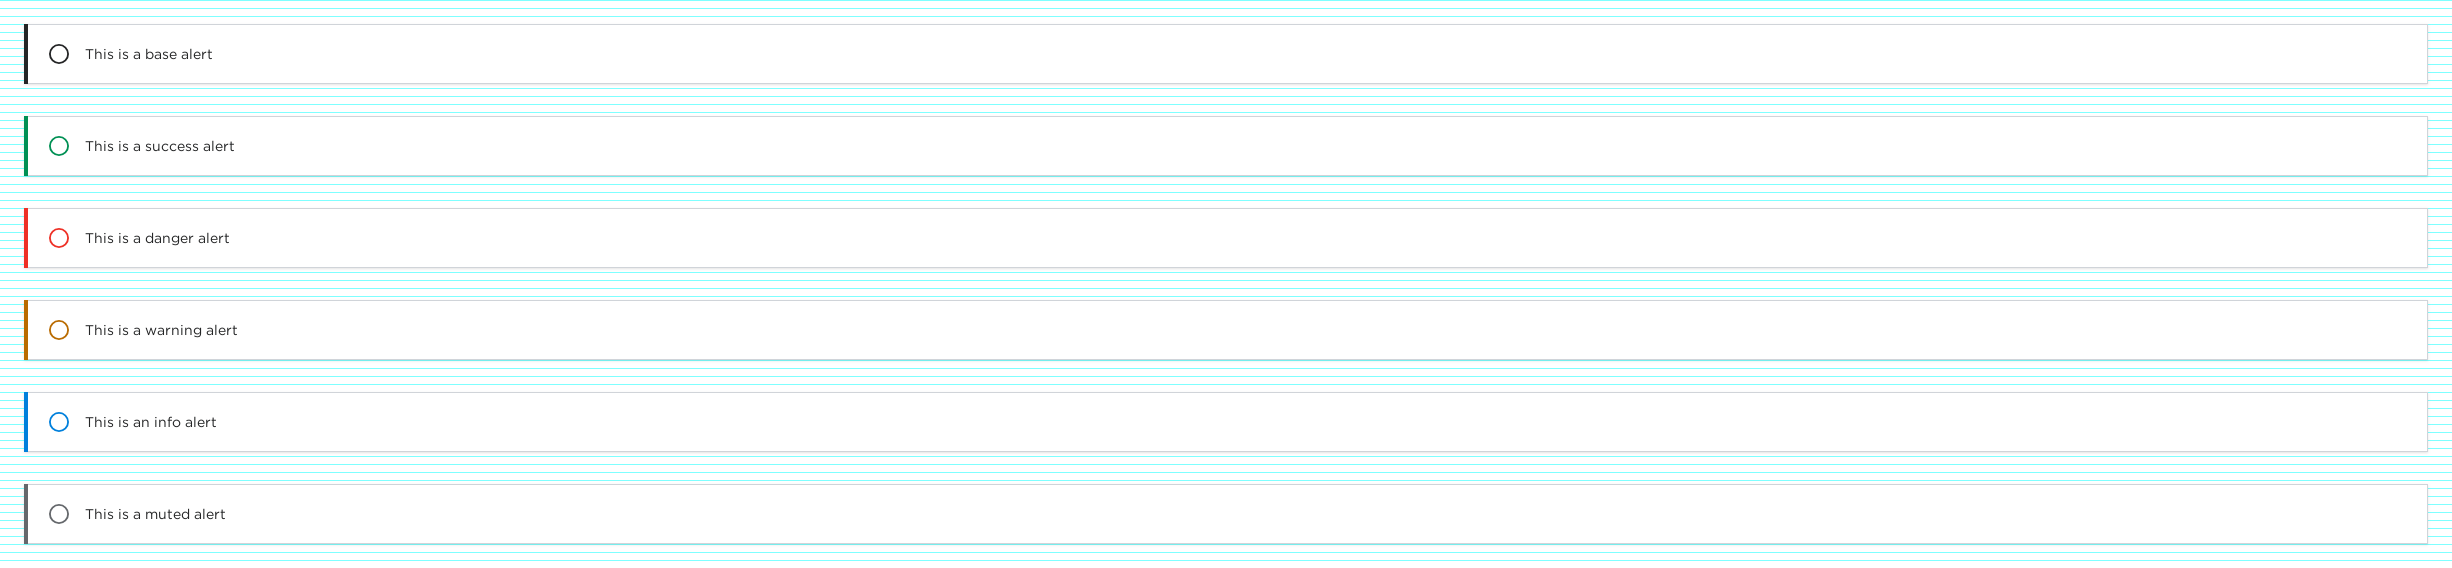 This is a base alert
This is a success alert
This is a danger alert
This is a warning alert
This is an info alert
This is a muted alert